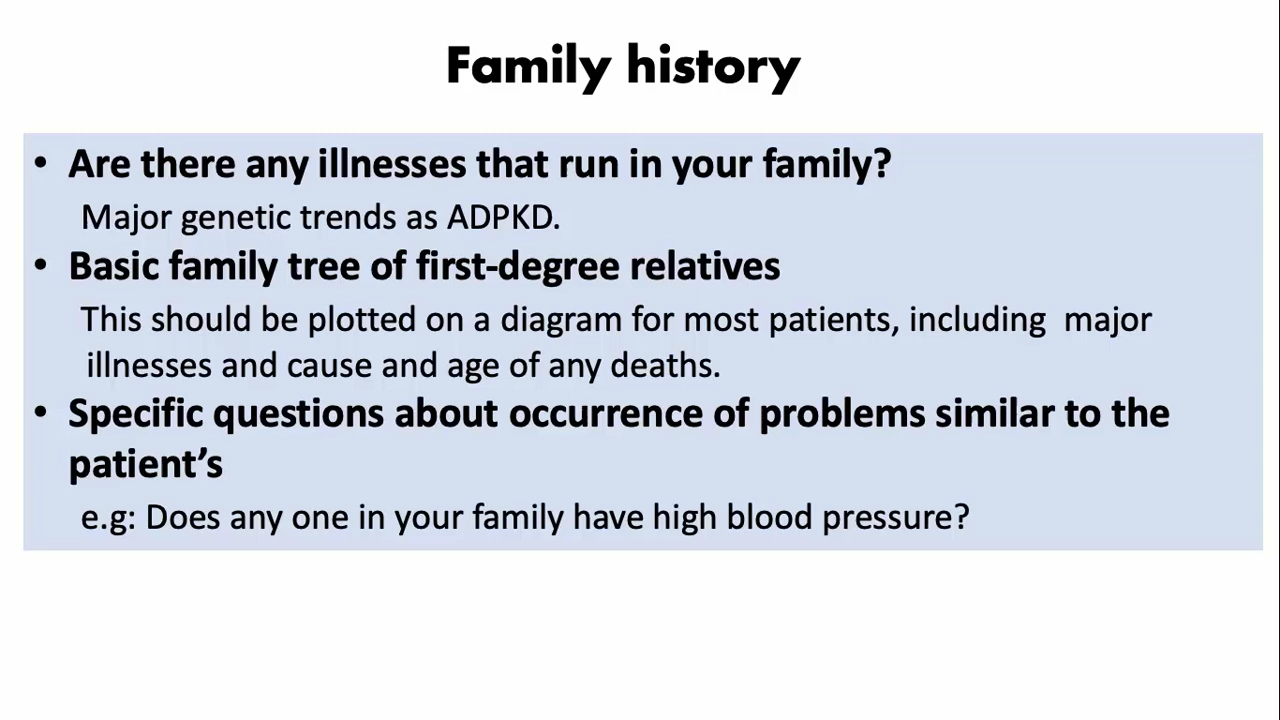 Family history
• Are there any illnesses that run in your family?
Major genetic trends as ADPKD.
• Basic family tree of first-degree relatives
This should be plotted on a diagram for most patients, including  major
illnesses and cause and age of any deaths.
• Specific questions about occurrence of problems similar to the
patient’s
e.g: Does any one in your family have high blood pressure?